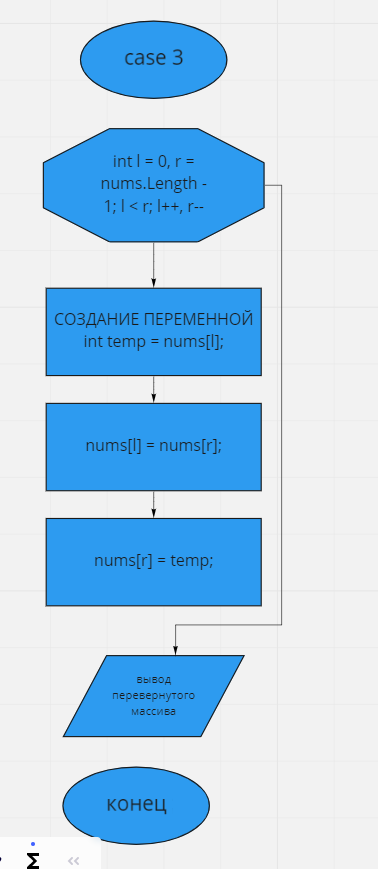 case 3
int l = 0, r =
nums.Length -
1; l < r; l++, r--
СОЗДАНИЕ ПЕРЕМЕННОЙ
int temp = nums[l];
nums[l] = nums[r];
nums[r] = temp;
вывод
перевернутого
массива
конец
Σ
«